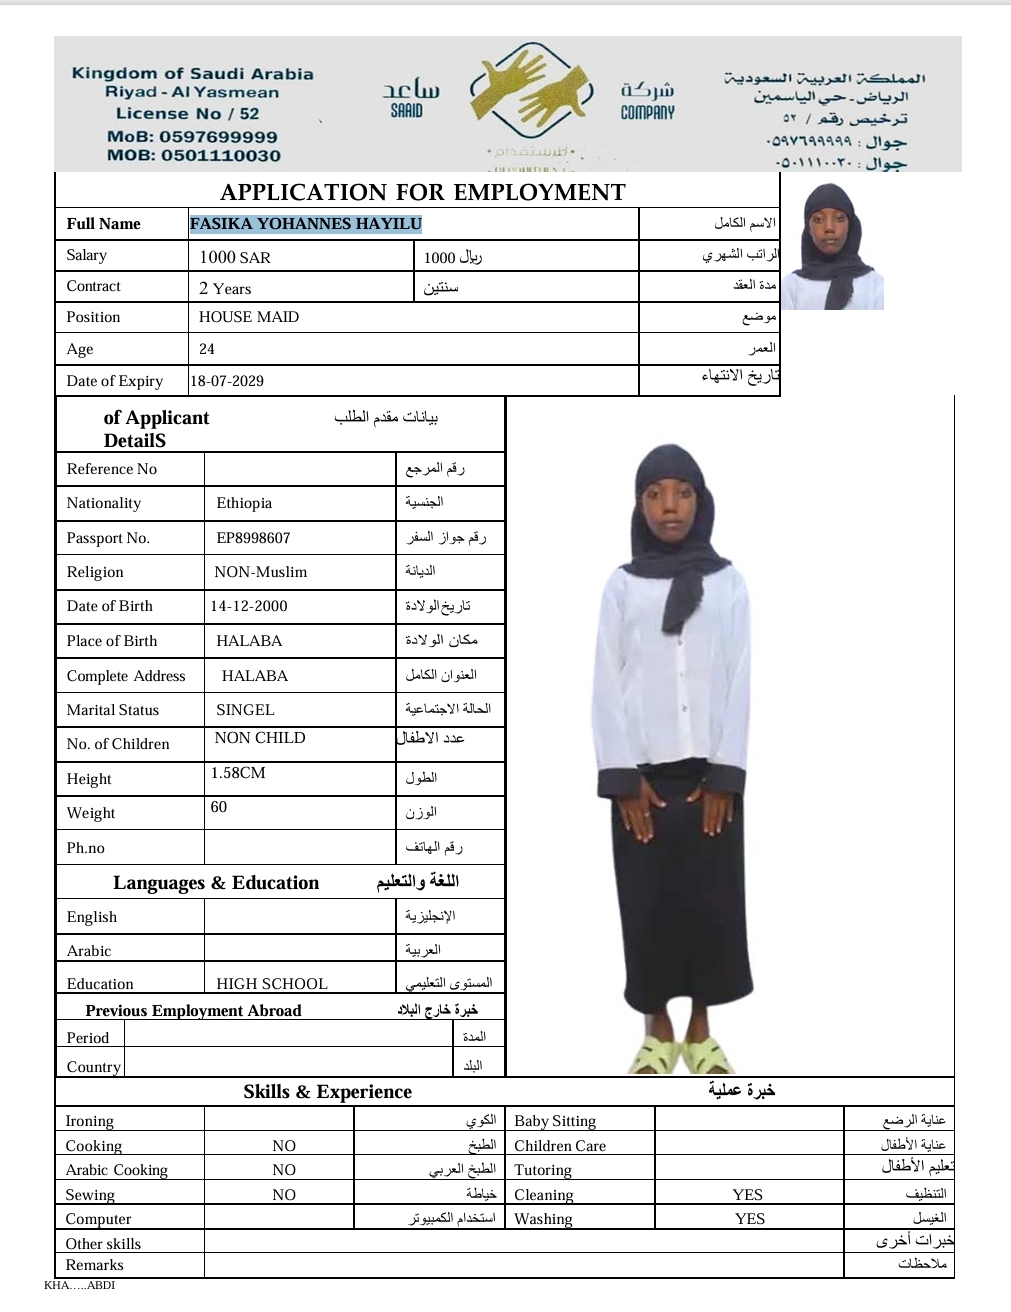 Kingdom of Saudi Arabia
Riyad - Al Yasmean
License No / 52
MoB: 0597699999
MOB: 0501110030
ساعد
SAAID
شركة
COMPANY
للاستقدام
المملكة العربية السعودية
الرياض - حي الياسمين
ترخيص رقم / ٥٢
جوال : ٠٥٩٧٦٩٩٩٩٩
جوال : ٠٥٠١١١٠٠٣٠
APPLICATION FOR EMPLOYMENT
Full Name FASIKA YOHANNES HAYILU الاسم الكامل
Salary 1000 SAR 1000 ريال الراتب الشهري
Contract 2 Years سنتين مدة العقد
Position HOUSE MAID موضع
Age 24 العمر
Date of Expiry 18-07-2029 تاريخ الانتهاء
of Applicant بيانات مقدم الطلب
DetailS
Reference No رقم المرجع
Nationality Ethiopia الجنسية
Passport No. EP8998607 رقم جواز السفر
Religion NON-Muslim الديانة
Date of Birth 14-12-2000 تاريخ الولادة
Place of Birth HALABA مكان الولادة
Complete Address HALABA العنوان الكامل
Marital Status SINGEL الحالة الاجتماعية
No. of Children NON CHILD عدد الاطفال
Height 1.58CM الطول
Weight 60 الوزن
Ph.no رقم الهاتف
Languages & Education اللغة والتعليم
English الإنجليزية
Arabic العربية
Education HIGH SCHOOL المستوى التعليمي
Previous Employment Abroad خبرة خارج البلاد
Period المدة
Country البلد
Skills & Experience خبرة عملية
Ironing الكوي Baby Sitting عناية الرضع
Cooking NO الطبخ Children Care عناية الأطفال
Arabic Cooking NO الطبخ العربي Tutoring تعليم الأطفال
Sewing NO خياطة Cleaning YES التنظيف
Computer استخدام الكمبيوتر Washing YES الغيسل
Other skills خبرات أخرى
Remarks ملاحظات
KHA.....ABDI